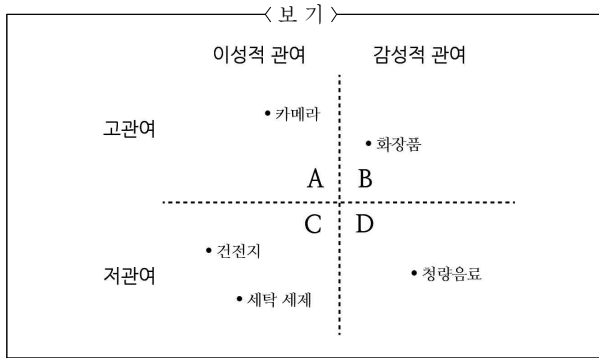 〈보 기〉
이성적 관여 감성적 관여
고관여
• 카메라
• 화장품
A B
C D
저관여
• 건전지
• 청량음료
• 세탁 세제